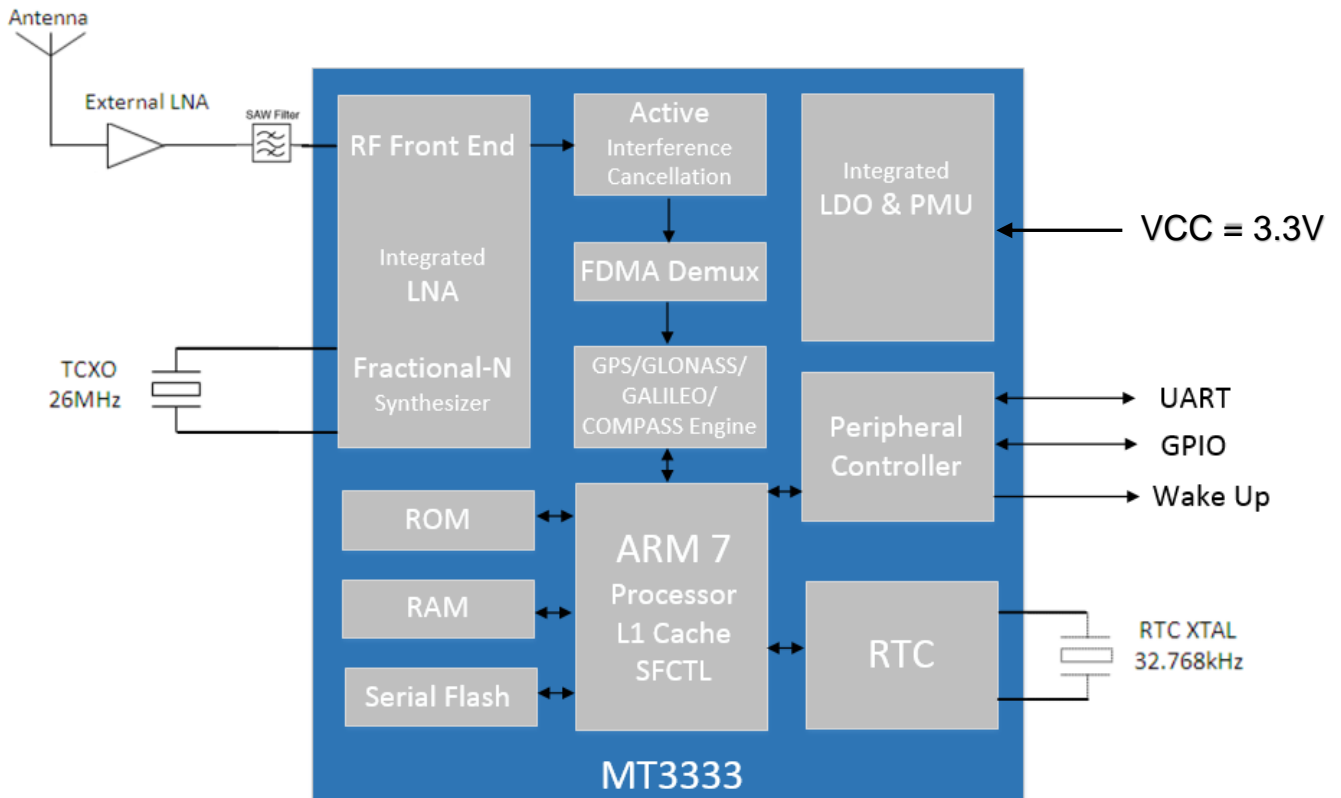 Antenna
External LNA
SAW Filter
RF Front End
Integrated
LNA
Fractional-N
Synthesizer
TCXO
26MHz
Active
Interference
Cancellation
FDMA Demux
GPS/GLONASS/
GALILEO/
COMPASS Engine
Integrated
LDO & PMU
VCC = 3.3V
Peripheral
Controller
UART
GPIO
Wake Up
ROM
RAM
Serial Flash
ARM 7
Processor
L1 Cache
SFCTL
RTC
RTC XTAL
32.768kHz
MT3333